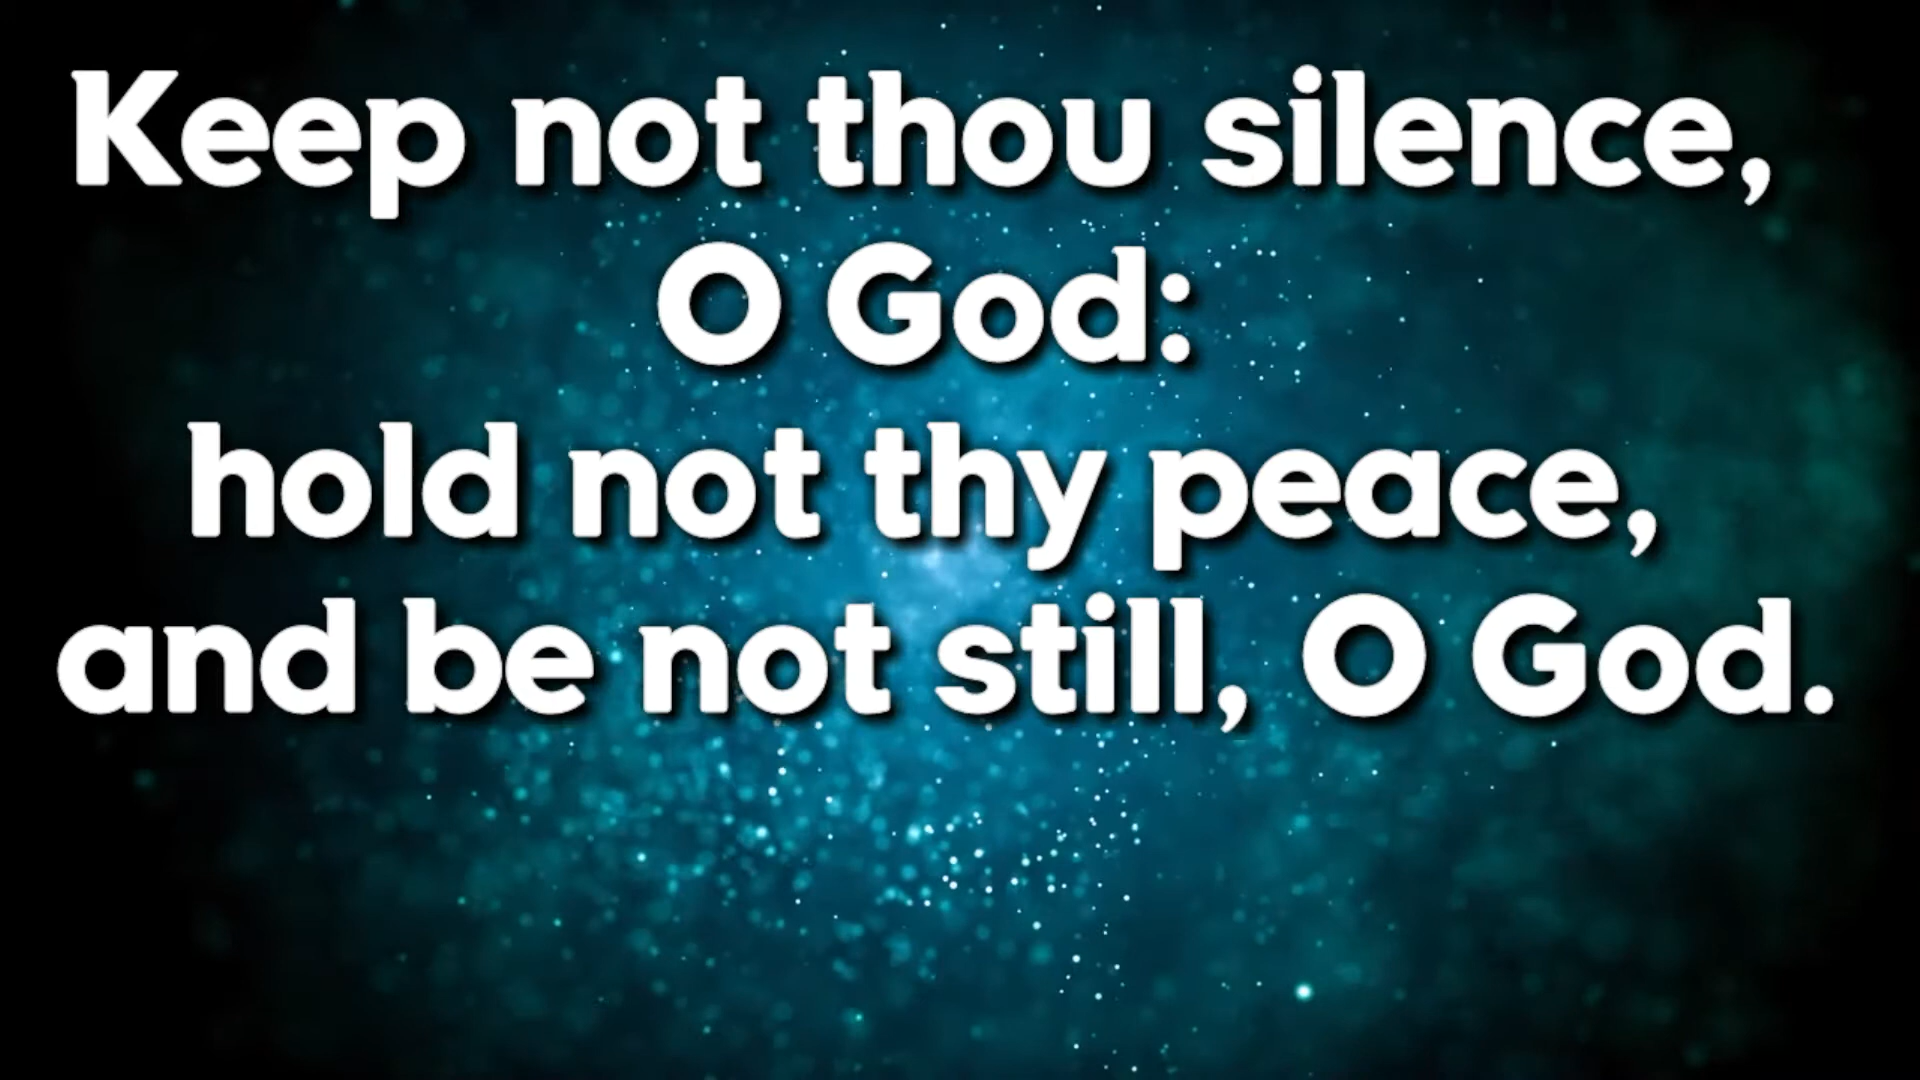 Keep not thou silence,
O God:
hold not thy peace,
and be not still, O God.